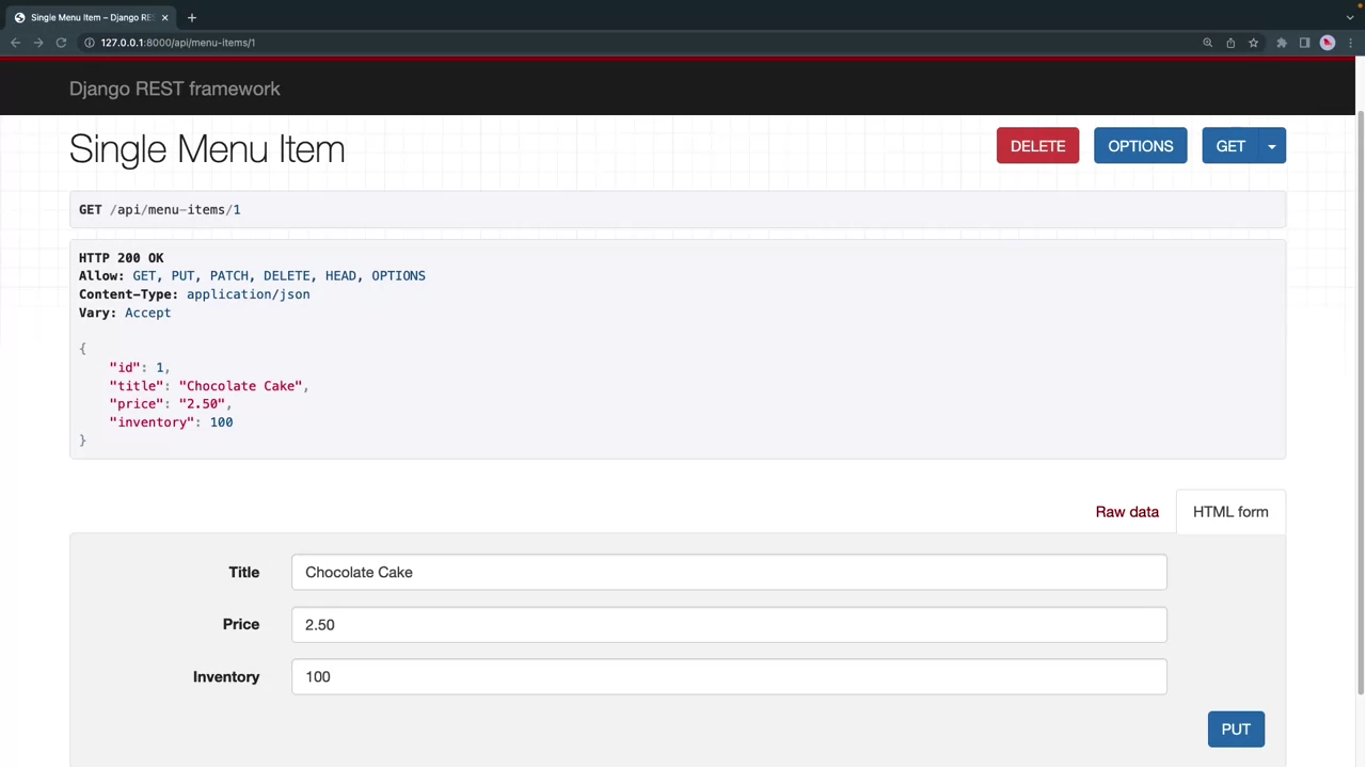 Single Menu Item – Django RE
127.0.0.1:8000/api/menu-items/1
Django REST framework
Single Menu Item
DELETE
OPTIONS
GET
GET /api/menu-items/1
HTTP 200 OK
Allow: GET, PUT, PATCH, DELETE, HEAD, OPTIONS
Content-Type: application/json
Vary: Accept
{
    "id": 1,
    "title": "Chocolate Cake",
    "price": "2.50",
    "inventory": 100
}
Raw data
HTML form
Title
Chocolate Cake
Price
2.50
Inventory
100
PUT